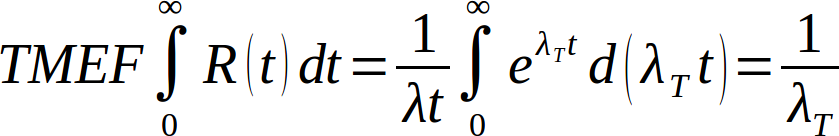 TMEF ∫₀^∞ R(t) dt = 1/λt ∫₀^∞ e^{λ_T t} d(λ_T t) = 1/λ_T